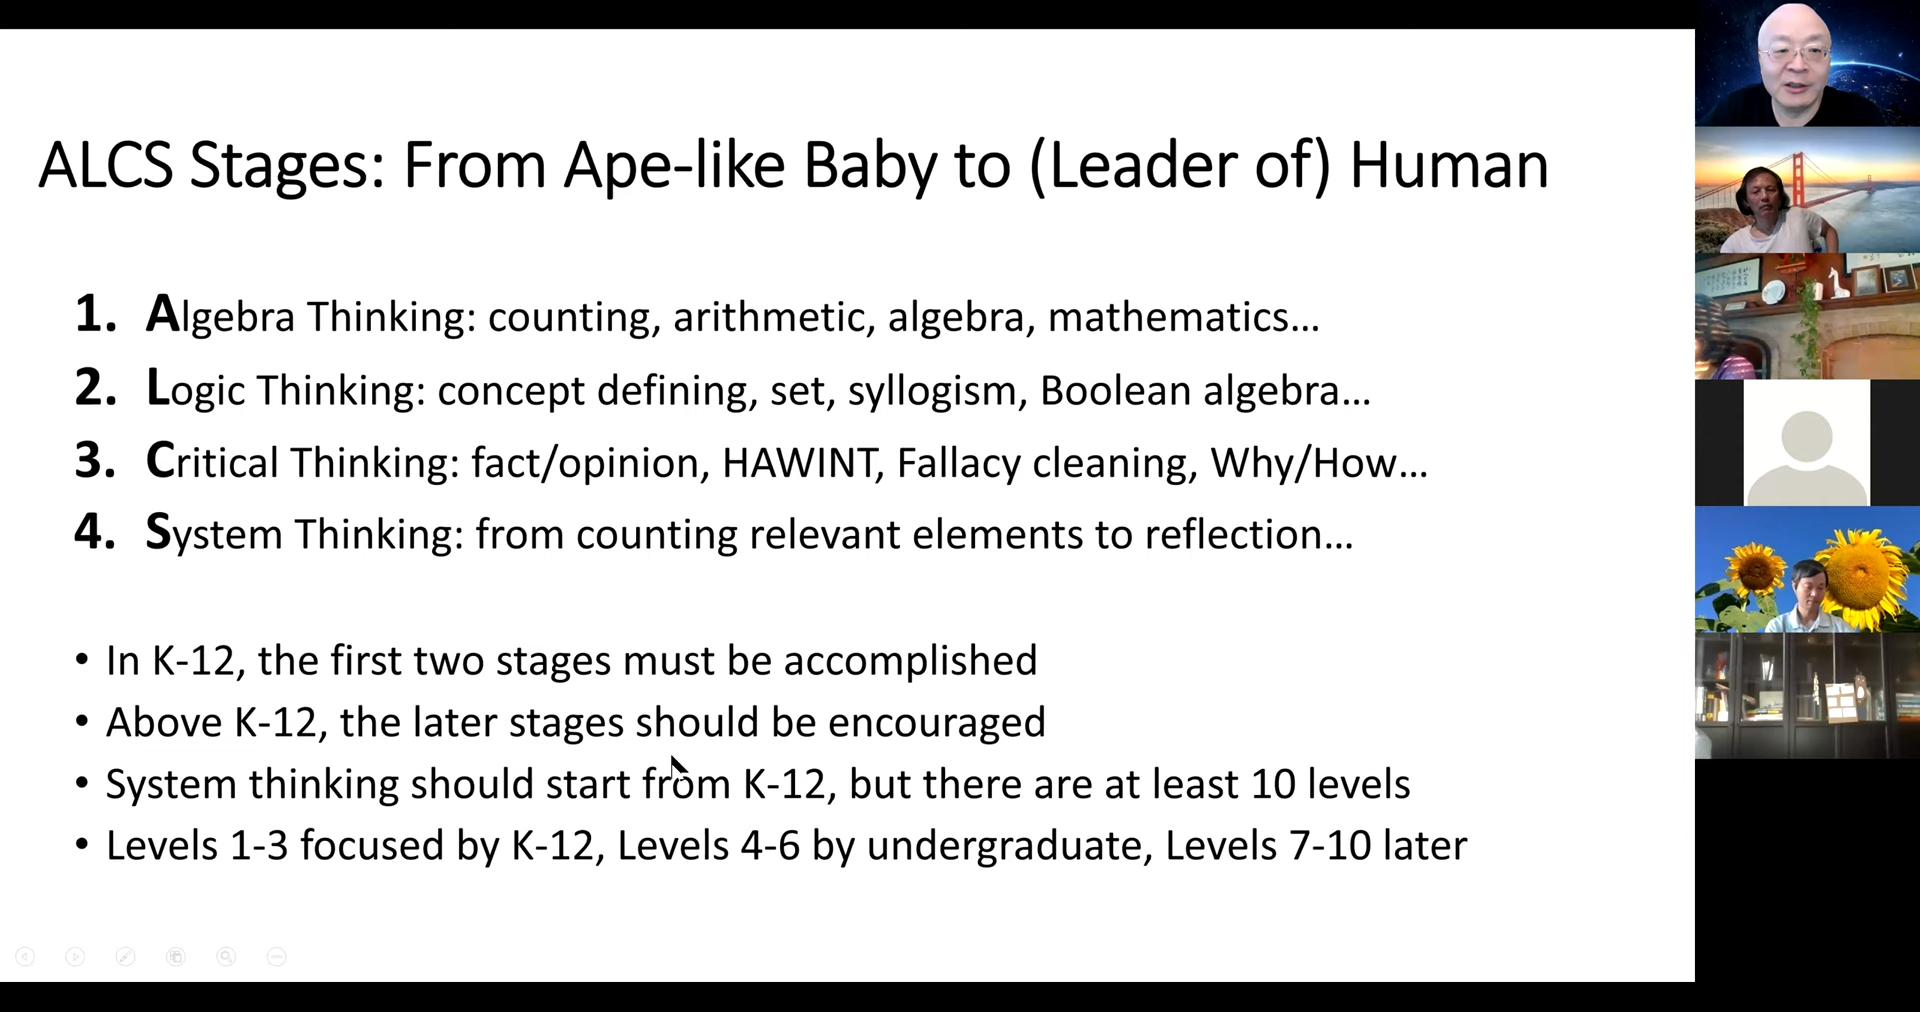 ALCS Stages: From Ape-like Baby to (Leader of) Human
1. Algebra Thinking: counting, arithmetic, algebra, mathematics...
2. Logic Thinking: concept defining, set, syllogism, Boolean algebra...
3. Critical Thinking: fact/opinion, HAWINT, Fallacy cleaning, Why/How...
4. System Thinking: from counting relevant elements to reflection...
• In K-12, the first two stages must be accomplished
• Above K-12, the later stages should be encouraged
• System thinking should start from K-12, but there are at least 10 levels
• Levels 1-3 focused by K-12, Levels 4-6 by undergraduate, Levels 7-10 later